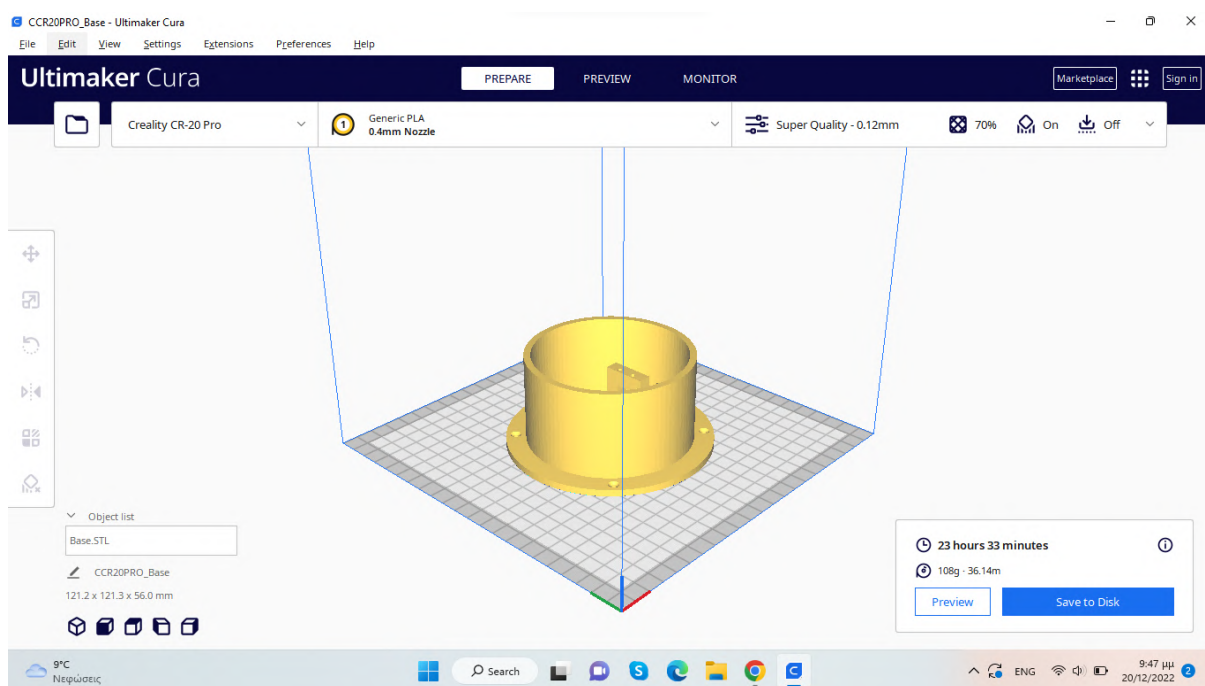 CCR20PRO_Base - Ultimaker Cura
File Edit View Settings Extensions Preferences Help
Ultimaker Cura PREPARE PREVIEW MONITOR Marketplace Sign in
Creality CR-20 Pro 1 Generic PLA
0.4mm Nozzle
Super Quality - 0.12mm 70% On Off
Object list
Base.STL
CCR20PRO_Base
121.2 x 121.3 x 56.0 mm
23 hours 33 minutes
108g · 36.14m
Preview Save to Disk
9°C
Νεφώσεις
Search
ENG
9:47 μμ
20/12/2022
2